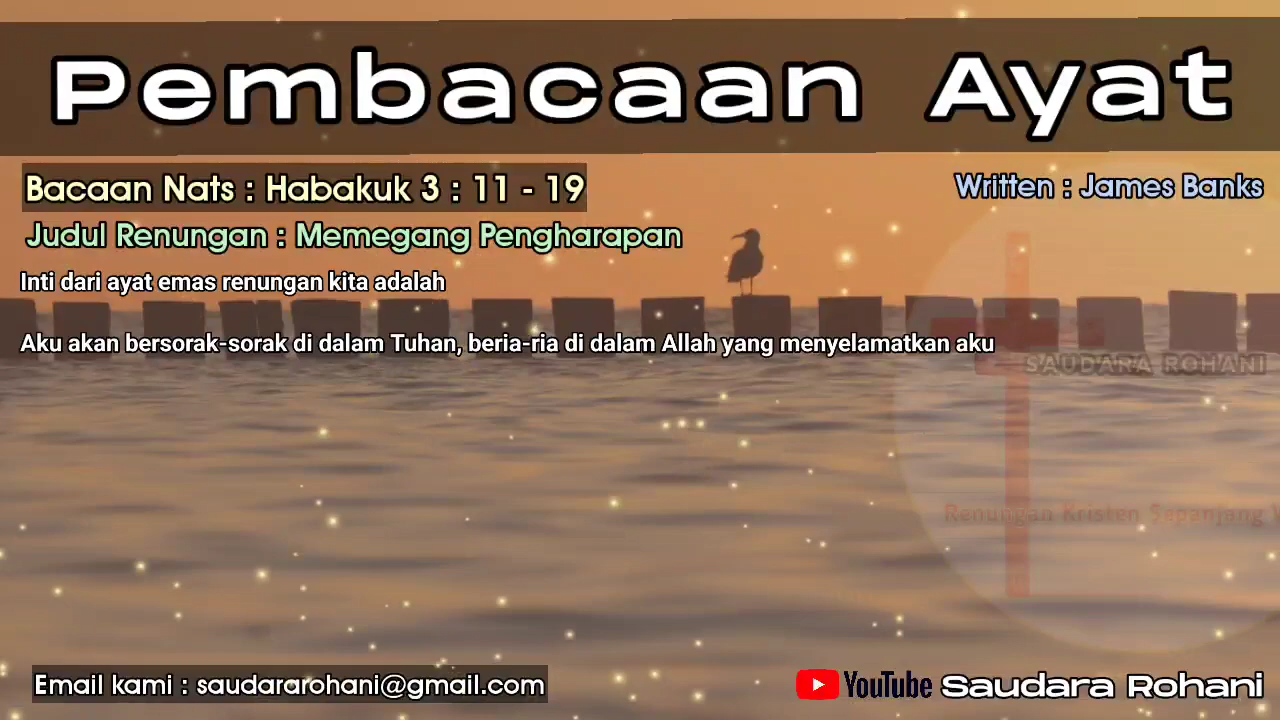 Pembacaan Ayat
Bacaan Nats : Habakuk 3 : 11 - 19
Written : James Banks
Judul Renungan : Memegang Pengharapan
Inti dari ayat emas renungan kita adalah
Aku akan bersorak-sorak di dalam Tuhan, beria-ria di dalam Allah yang menyelamatkan aku
SAUDARA ROHANI
Renungan Kristen Sepanjang
Email kami : saudararohani@gmail.com
YouTube Saudara Rohani